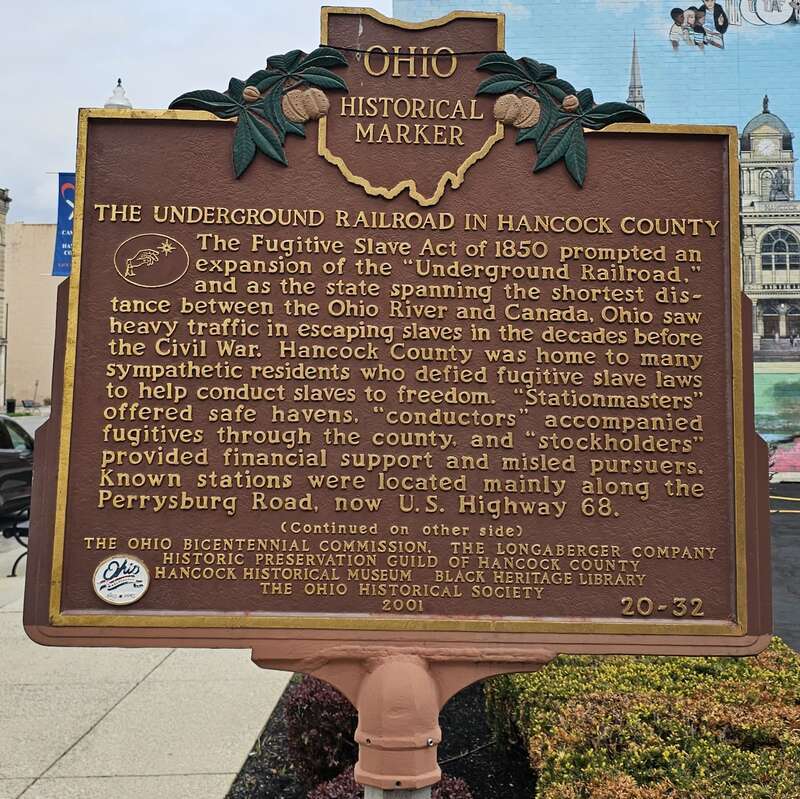 OHIO
HISTORICAL
MARKER
THE UNDERGROUND RAILROAD IN HANCOCK COUNTY
The Fugitive Slave Act of 1850 prompted an
expansion of the "Underground Railroad,"
and as the state spanning the shortest dis-
tance between the Ohio River and Canada, Ohio saw
heavy traffic in escaping slaves in the decades before
the Civil War. Hancock County was home to many
sympathetic residents who defied fugitive slave laws
to help conduct slaves to freedom. "Stationmasters"
offered safe havens, "conductors" accompanied
fugitives through the county, and "stockholders"
provided financial support and misled pursuers.
Known stations were located mainly along the
Perrysburg Road, now U.S. Highway 68.
(Continued on other side)
THE OHIO BICENTENNIAL COMMISSION, THE LONGABERGER COMPANY
HISTORIC PRESERVATION GUILD OF HANCOCK COUNTY
HANCOCK HISTORICAL MUSEUM BLACK HERITAGE LIBRARY
THE OHIO HISTORICAL SOCIETY
2001
20-32
Ohio